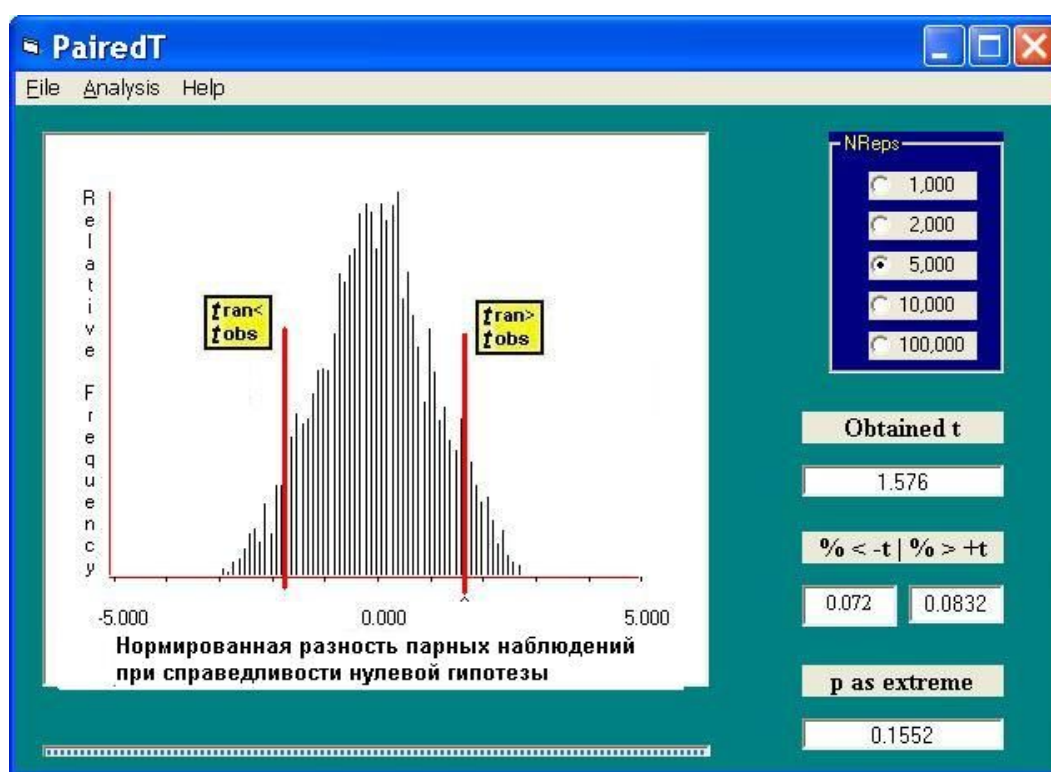 PairedT
File Analysis Help
Relative Frequency
tran<
tobs
tran>
tobs
-5.000 0.000 5.000
Нормированная разность парных наблюдений
при справедливости нулевой гипотезы
NReps
1,000
2,000
5,000
10,000
100,000
Obtained t
1.576
% < -t | % > +t
0.072 0.0832
p as extreme
0.1552